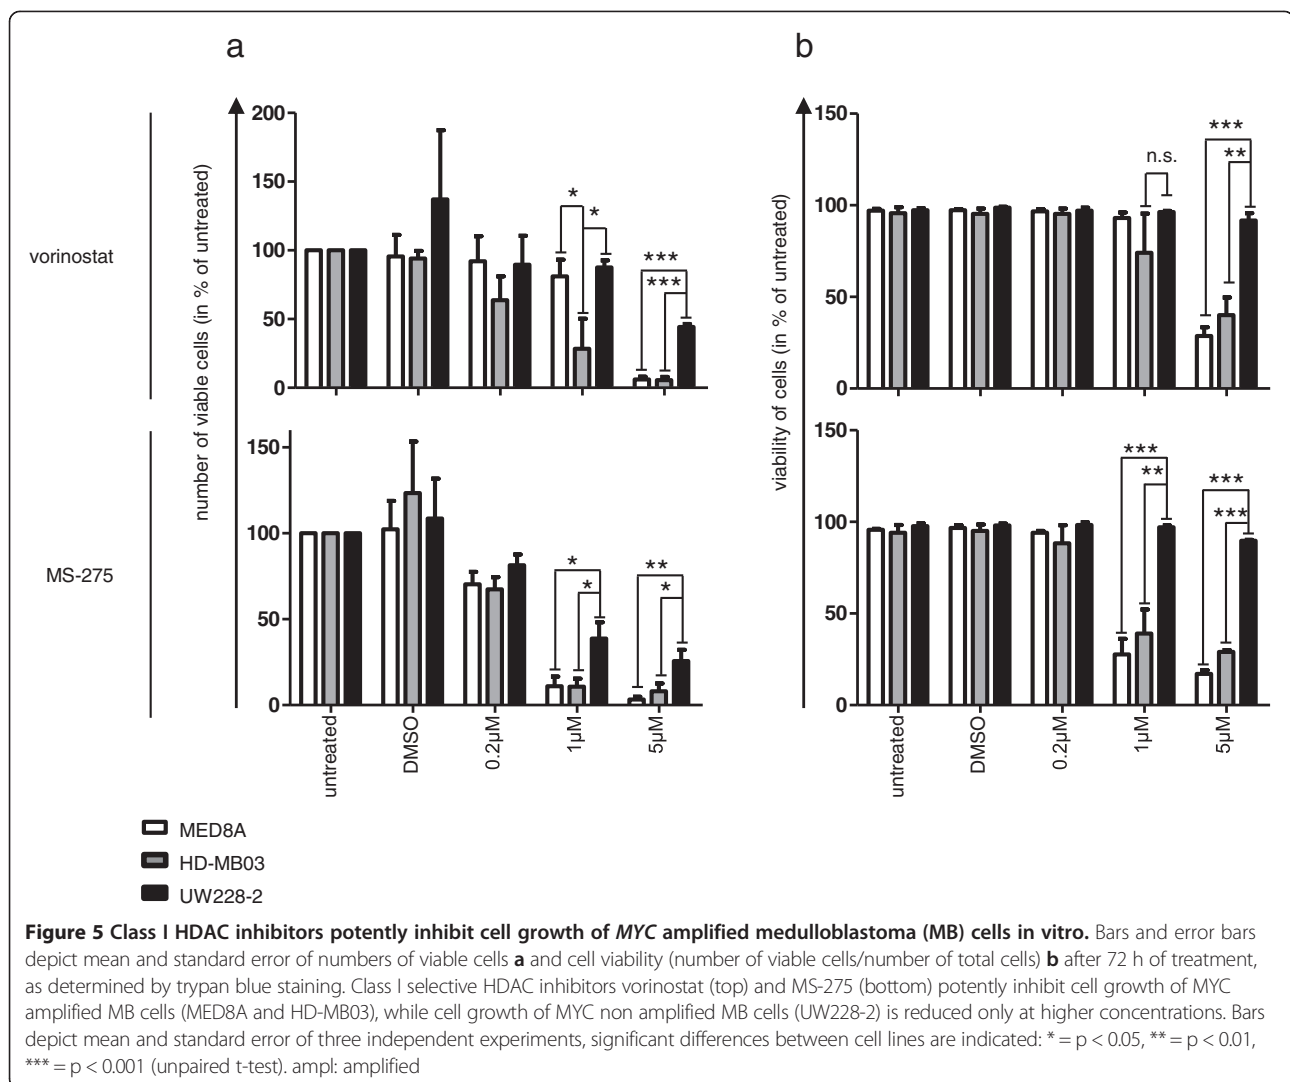 a
b
vorinostat
number of viable cells (in % of untreated)
200
150
100
50
0
*
*
***
***
viability of cells (in % of untreated)
150
100
50
0
n.s.
***
**
MS-275
150
100
50
0
*
*
**
*
untreated
DMSO
0.2µM
1µM
5µM
150
100
50
0
***
**
***
***
untreated
DMSO
0.2µM
1µM
5µM
MED8A
HD-MB03
UW228-2
Figure 5 Class I HDAC inhibitors potently inhibit cell growth of MYC amplified medulloblastoma (MB) cells in vitro. Bars and error bars
depict mean and standard error of numbers of viable cells a and cell viability (number of viable cells/number of total cells) b after 72 h of treatment,
as determined by trypan blue staining. Class I selective HDAC inhibitors vorinostat (top) and MS-275 (bottom) potently inhibit cell growth of MYC
amplified MB cells (MED8A and HD-MB03), while cell growth of MYC non amplified MB cells (UW228-2) is reduced only at higher concentrations. Bars
depict mean and standard error of three independent experiments, significant differences between cell lines are indicated: * = p < 0.05, ** = p < 0.01,
*** = p < 0.001 (unpaired t-test). ampl: amplified